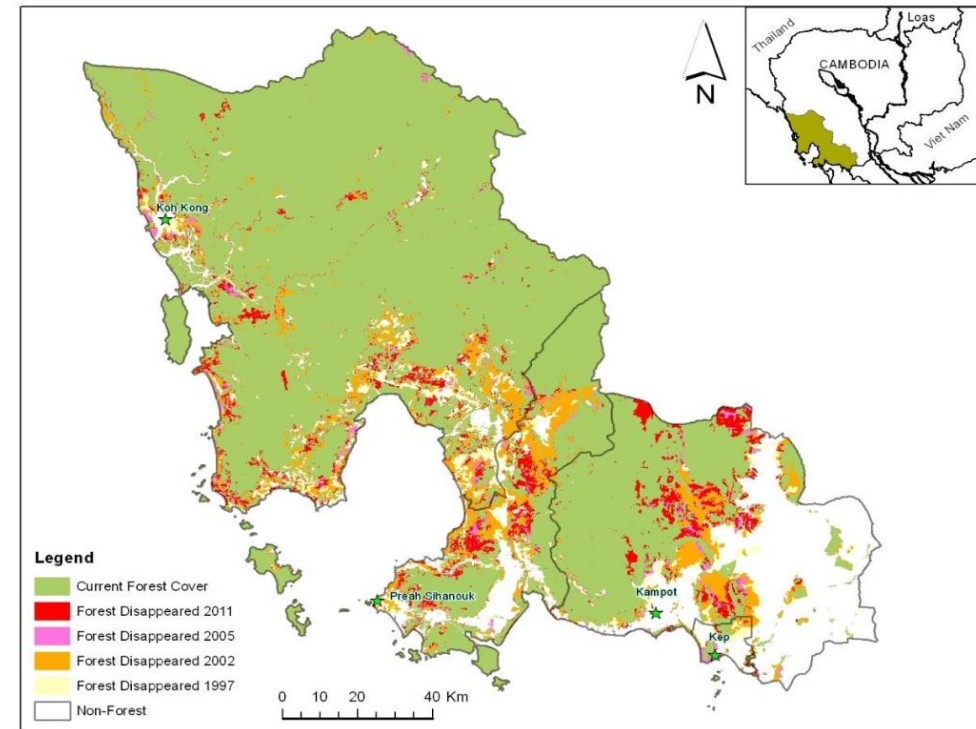 Thailand
Loas
CAMBODIA
Viet Nam
N
Koh Kong
Preah Sihanouk
Kampot
Kep
Legend
Current Forest Cover
Forest Disappeared 2011
Forest Disappeared 2005
Forest Disappeared 2002
Forest Disappeared 1997
Non-Forest
0 10 20 40 Km